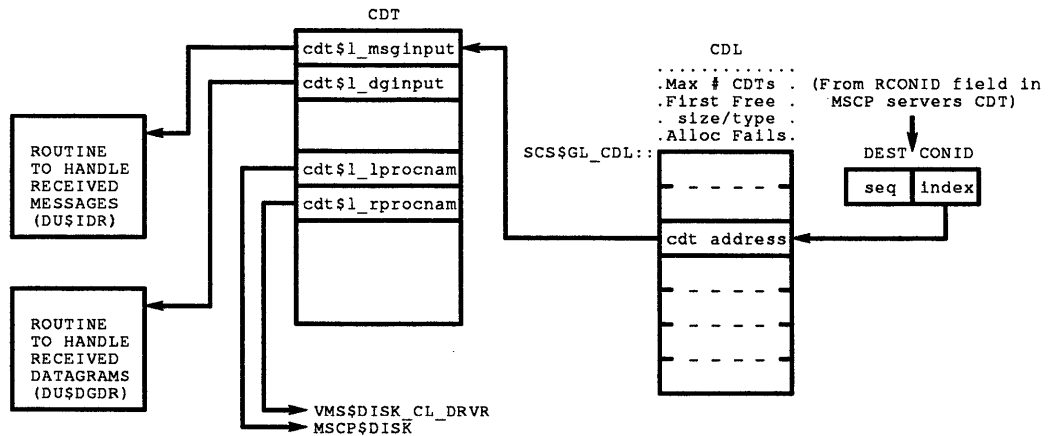 CDT
cdt$l_msginput
cdt$l_dginput
cdt$l_lprocnam
cdt$l_rprocnam
ROUTINE
TO HANDLE
RECEIVED
MESSAGES
(DU$IDR)
ROUTINE
TO HANDLE
RECEIVED
DATAGRAMS
(DU$DGDR)
VMS$DISK_CL_DRVR
MSCP$DISK
CDL
.Max # CDTs .
.First Free .
. size/type .
.Alloc Fails.
SCS$GL_CDL::
cdt address
(From RCONID field in
MSCP servers CDT)
DEST CONID
seq index